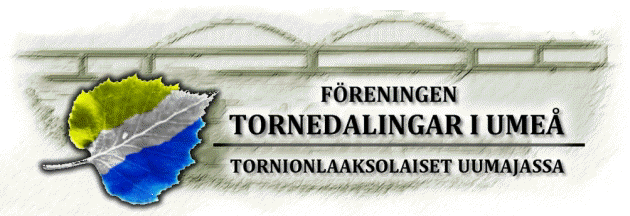 FÖRENINGEN
TORNEDALINGAR I UMEÅ
TORNIONLAAKSOLAISET UUMAJASSA